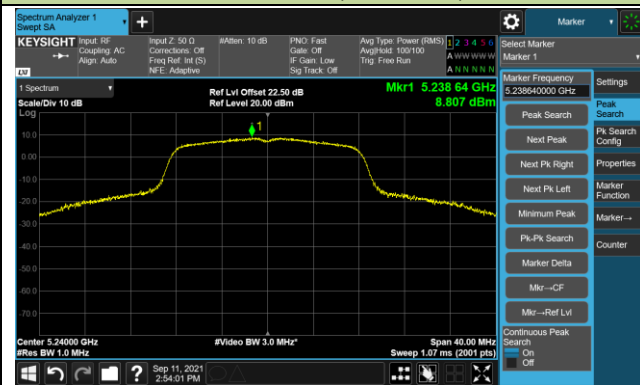 Spectrum Analyzer 1
Swept SA
Marker
KEYSIGHT
Input: RF
Coupling: AC
Align: Auto
Input Z: 50 Ω
Corrections: Off
Freq Ref: Int (S)
NFE: Adaptive
#Atten: 10 dB
PNO: Fast
Gate: Off
IF Gain: Low
Sig Track: Off
Avg Type: Power (RMS)
Avg|Hold: 100/100
Trig: Free Run
1 2 3 4 5 6
A W W W W W
A N N N N N
LXI
Select Marker
Marker 1
1 Spectrum
Scale/Div 10 dB
Log
Ref Lvl Offset 22.50 dB
Ref Level 20.00 dBm
Mkr1 5.238 64 GHz
8.807 dBm
Marker Frequency
5.238640000 GHz
Peak Search
Next Peak
Next Pk Right
Next Pk Left
Minimum Peak
Pk-Pk Search
Marker Delta
Mkr→CF
Mkr→Ref Lvl
Continuous Peak
Search
On
Off
Settings
Peak
Search
Pk Search
Config
Properties
Marker
Function
Marker→
Counter
1
10.0
0.00
-10.0
-20.0
-30.0
-40.0
-50.0
-60.0
-70.0
Center 5.24000 GHz
#Res BW 1.0 MHz
#Video BW 3.0 MHz*
Span 40.00 MHz
Sweep 1.07 ms (2001 pts)
Sep 11, 2021
2:54:01 PM